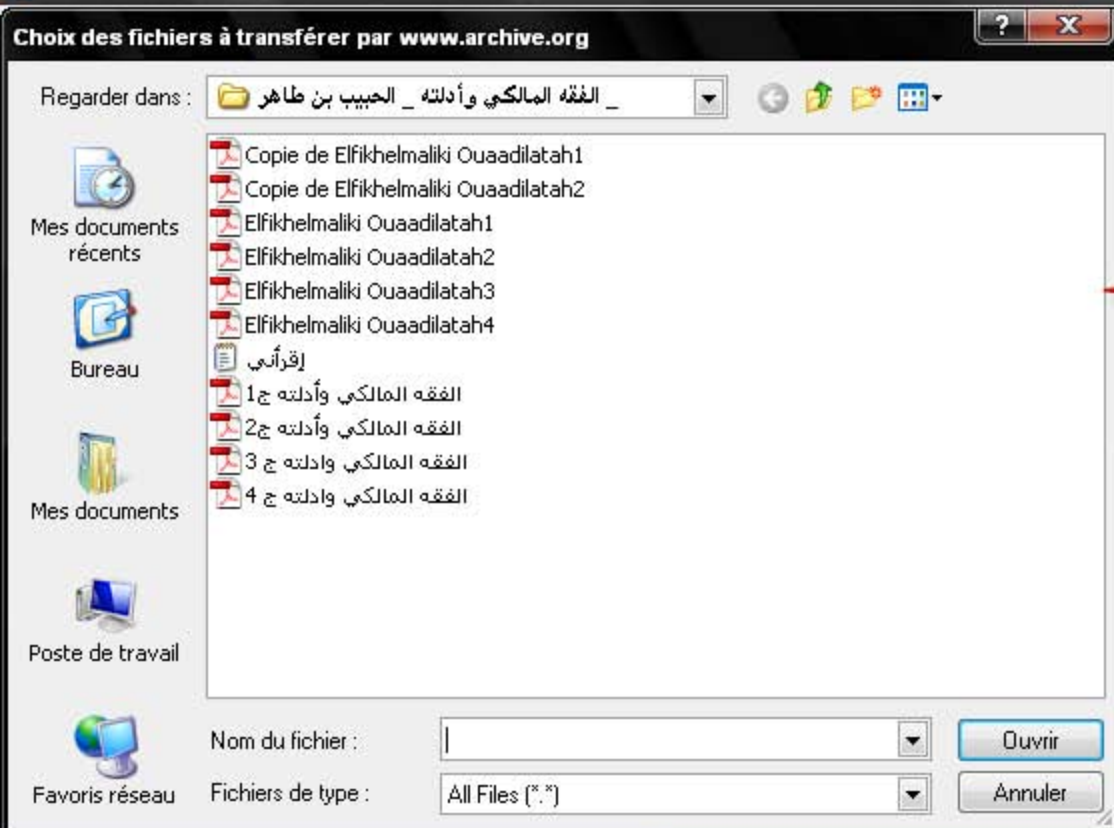 Choix des fichiers à transférer par www.archive.org
Regarder dans :
_ الفقه المالكي وأدلته _ الحبيب بن طاهر
Mes documents
récents
Bureau
Mes documents
Poste de travail
Favoris réseau
Copie de Elfikhelmaliki Ouaadilatah1
Copie de Elfikhelmaliki Ouaadilatah2
Elfikhelmaliki Ouaadilatah1
Elfikhelmaliki Ouaadilatah2
Elfikhelmaliki Ouaadilatah3
Elfikhelmaliki Ouaadilatah4
إقرأني
الفقه المالكي وأدلته ج1
الفقه المالكي وأدلته ج2
الفقه المالكي وادلته ج 3
الفقه المالكي وادلته ج 4
Nom du fichier :
Ouvrir
Fichiers de type :
All Files (*.*)
Annuler